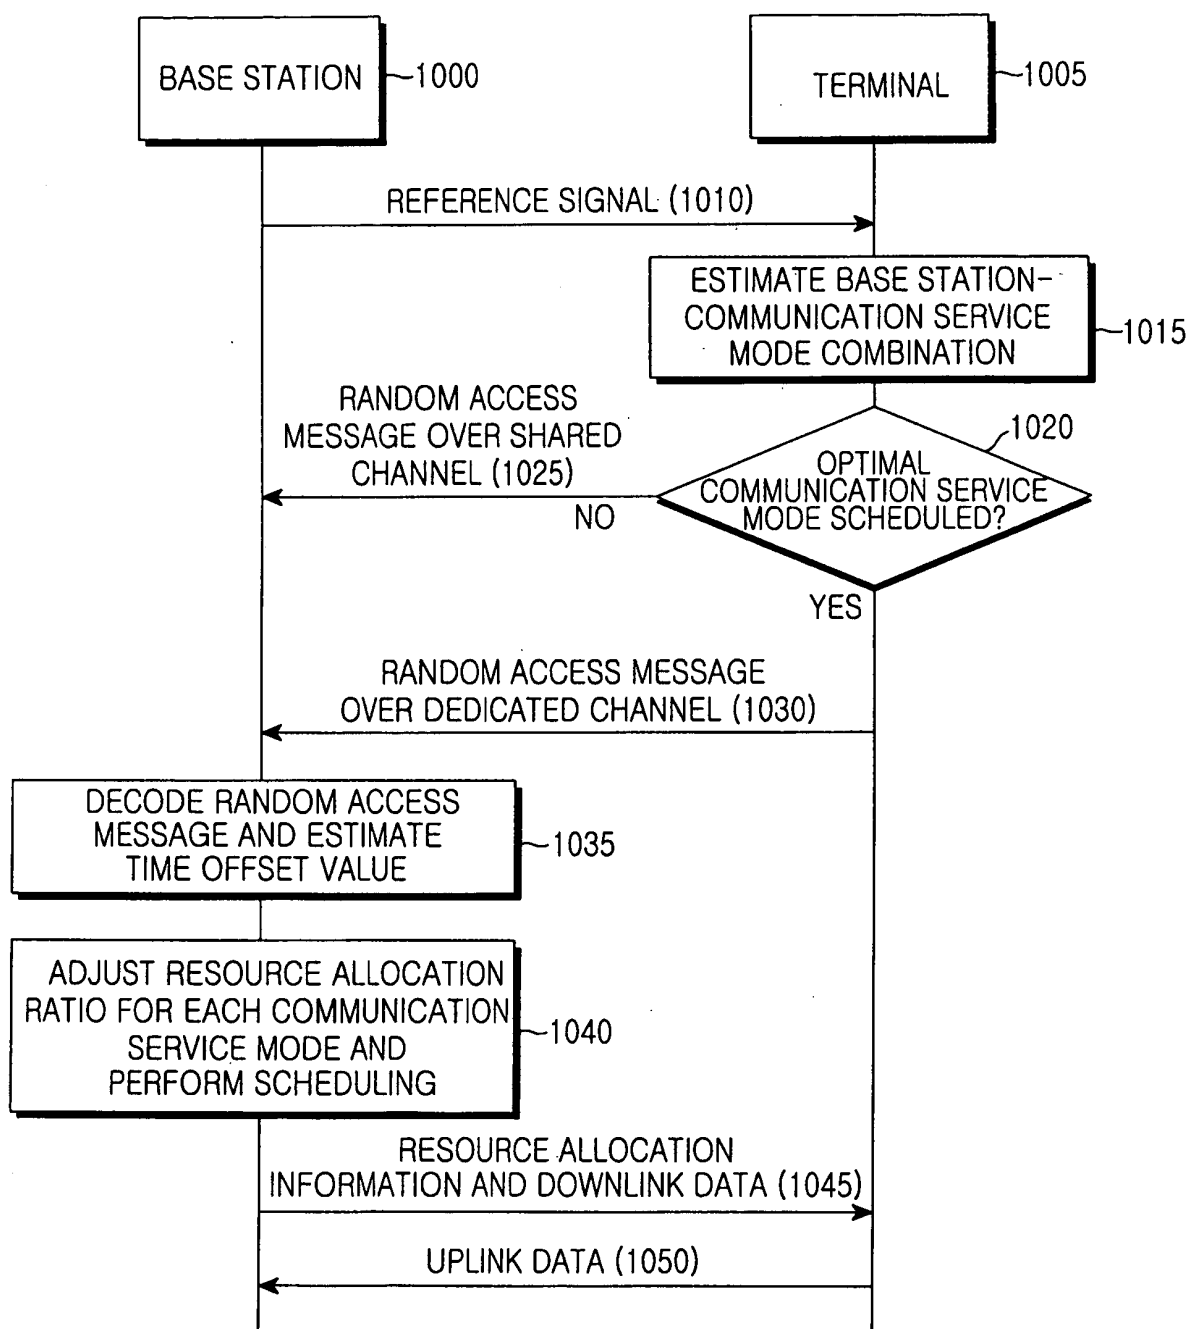 BASE STATION
1000
TERMINAL
1005
REFERENCE SIGNAL (1010)
ESTIMATE BASE STATION-
COMMUNICATION SERVICE
MODE COMBINATION
1015
RANDOM ACCESS
MESSAGE OVER SHARED
CHANNEL (1025)
1020
OPTIMAL
COMMUNICATION SERVICE
MODE SCHEDULED?
NO
YES
RANDOM ACCESS MESSAGE
OVER DEDICATED CHANNEL (1030)
DECODE RANDOM ACCESS
MESSAGE AND ESTIMATE
TIME OFFSET VALUE
1035
ADJUST RESOURCE ALLOCATION
RATIO FOR EACH COMMUNICATION
SERVICE MODE AND
PERFORM SCHEDULING
1040
RESOURCE ALLOCATION
INFORMATION AND DOWNLINK DATA (1045)
UPLINK DATA (1050)